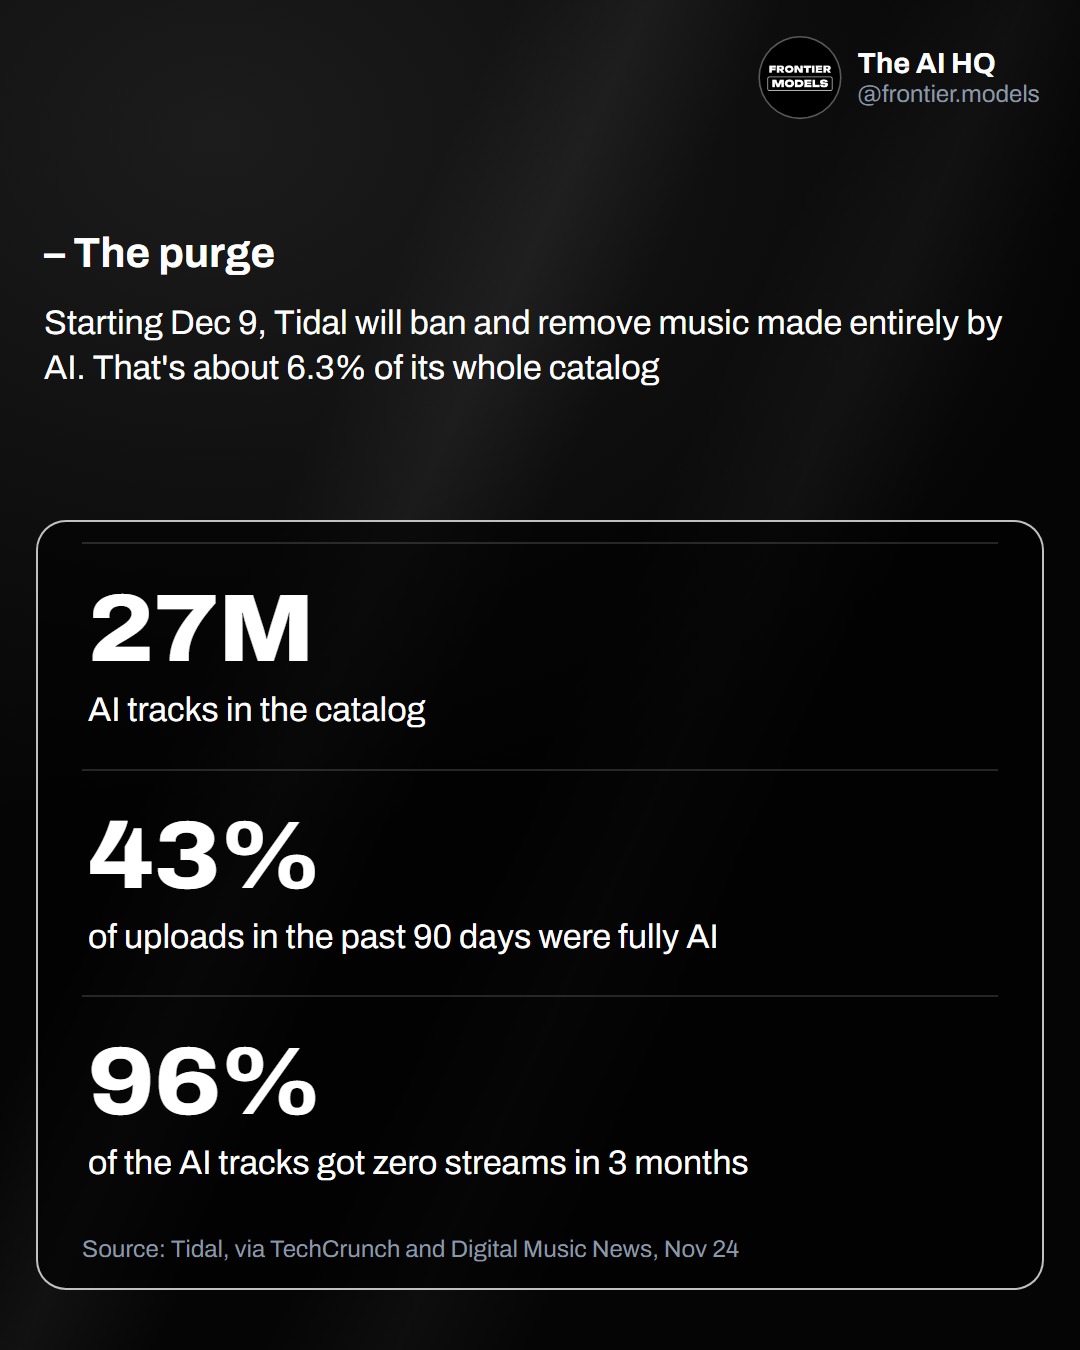 FRONTIER
MODELS
The AI HQ
@frontier.models
– The purge
Starting Dec 9, Tidal will ban and remove music made entirely by
AI. That's about 6.3% of its whole catalog
27M
AI tracks in the catalog
43%
of uploads in the past 90 days were fully AI
96%
of the AI tracks got zero streams in 3 months
Source: Tidal, via TechCrunch and Digital Music News, Nov 24